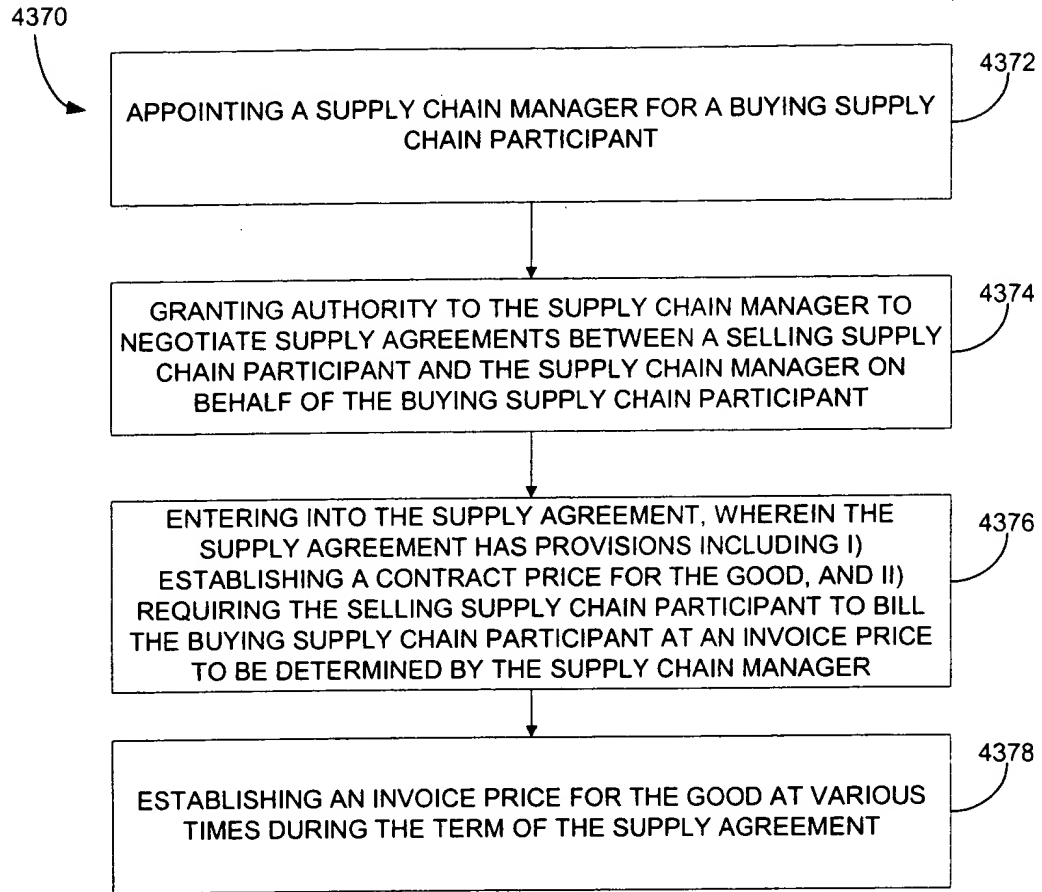 4370
4372
APPOINTING A SUPPLY CHAIN MANAGER FOR A BUYING SUPPLY
CHAIN PARTICIPANT
4374
GRANTING AUTHORITY TO THE SUPPLY CHAIN MANAGER TO
NEGOTIATE SUPPLY AGREEMENTS BETWEEN A SELLING SUPPLY
CHAIN PARTICIPANT AND THE SUPPLY CHAIN MANAGER ON
BEHALF OF THE BUYING SUPPLY CHAIN PARTICIPANT
4376
ENTERING INTO THE SUPPLY AGREEMENT, WHEREIN THE
SUPPLY AGREEMENT HAS PROVISIONS INCLUDING I)
ESTABLISHING A CONTRACT PRICE FOR THE GOOD, AND II)
REQUIRING THE SELLING SUPPLY CHAIN PARTICIPANT TO BILL
THE BUYING SUPPLY CHAIN PARTICIPANT AT AN INVOICE PRICE
TO BE DETERMINED BY THE SUPPLY CHAIN MANAGER
4378
ESTABLISHING AN INVOICE PRICE FOR THE GOOD AT VARIOUS
TIMES DURING THE TERM OF THE SUPPLY AGREEMENT